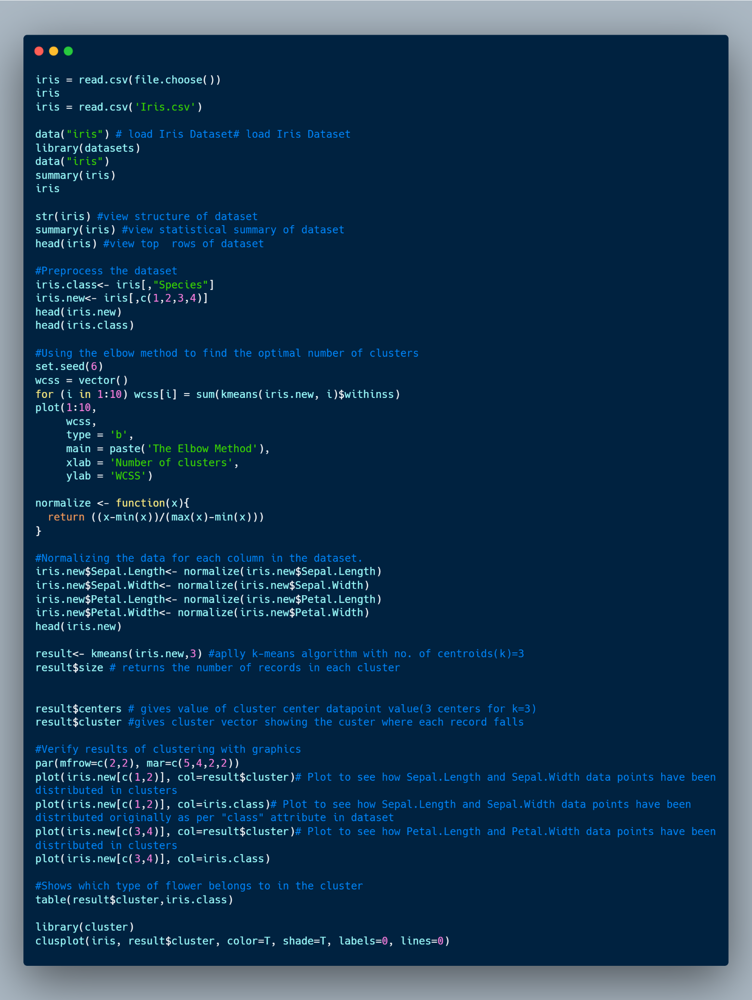 iris = read.csv(file.choose())
iris
iris = read.csv('Iris.csv')

data("iris") # load Iris Dataset# load Iris Dataset
library(datasets)
data("iris")
summary(iris)
iris

str(iris) #view structure of dataset
summary(iris) #view statistical summary of dataset
head(iris) #view top  rows of dataset

#Preprocess the dataset
iris.class<- iris[,"Species"]
iris.new<- iris[,c(1,2,3,4)]
head(iris.new)
head(iris.class)

#Using the elbow method to find the optimal number of clusters
set.seed(6)
wcss = vector()
for (i in 1:10) wcss[i] = sum(kmeans(iris.new, i)$withinss)
plot(1:10,
     wcss,
     type = 'b',
     main = paste('The Elbow Method'),
     xlab = 'Number of clusters',
     ylab = 'WCSS')

normalize <- function(x){
  return ((x-min(x))/(max(x)-min(x)))
}

#Normalizing the data for each column in the dataset.
iris.new$Sepal.Length<- normalize(iris.new$Sepal.Length)
iris.new$Sepal.Width<- normalize(iris.new$Sepal.Width)
iris.new$Petal.Length<- normalize(iris.new$Petal.Length)
iris.new$Petal.Width<- normalize(iris.new$Petal.Width)
head(iris.new)

result<- kmeans(iris.new,3) #aplly k-means algorithm with no. of centroids(k)=3
result$size # returns the number of records in each cluster


result$centers # gives value of cluster center datapoint value(3 centers for k=3)
result$cluster #gives cluster vector showing the custer where each record falls

#Verify results of clustering with graphics
par(mfrow=c(2,2), mar=c(5,4,2,2))
plot(iris.new[c(1,2)], col=result$cluster)# Plot to see how Sepal.Length and Sepal.Width data points have been
distributed in clusters
plot(iris.new[c(1,2)], col=iris.class)# Plot to see how Sepal.Length and Sepal.Width data points have been
distributed originally as per "class" attribute in dataset
plot(iris.new[c(3,4)], col=result$cluster)# Plot to see how Petal.Length and Petal.Width data points have been
distributed in clusters
plot(iris.new[c(3,4)], col=iris.class)

#Shows which type of flower belongs to in the cluster
table(result$cluster,iris.class)

library(cluster)
clusplot(iris, result$cluster, color=T, shade=T, labels=0, lines=0)